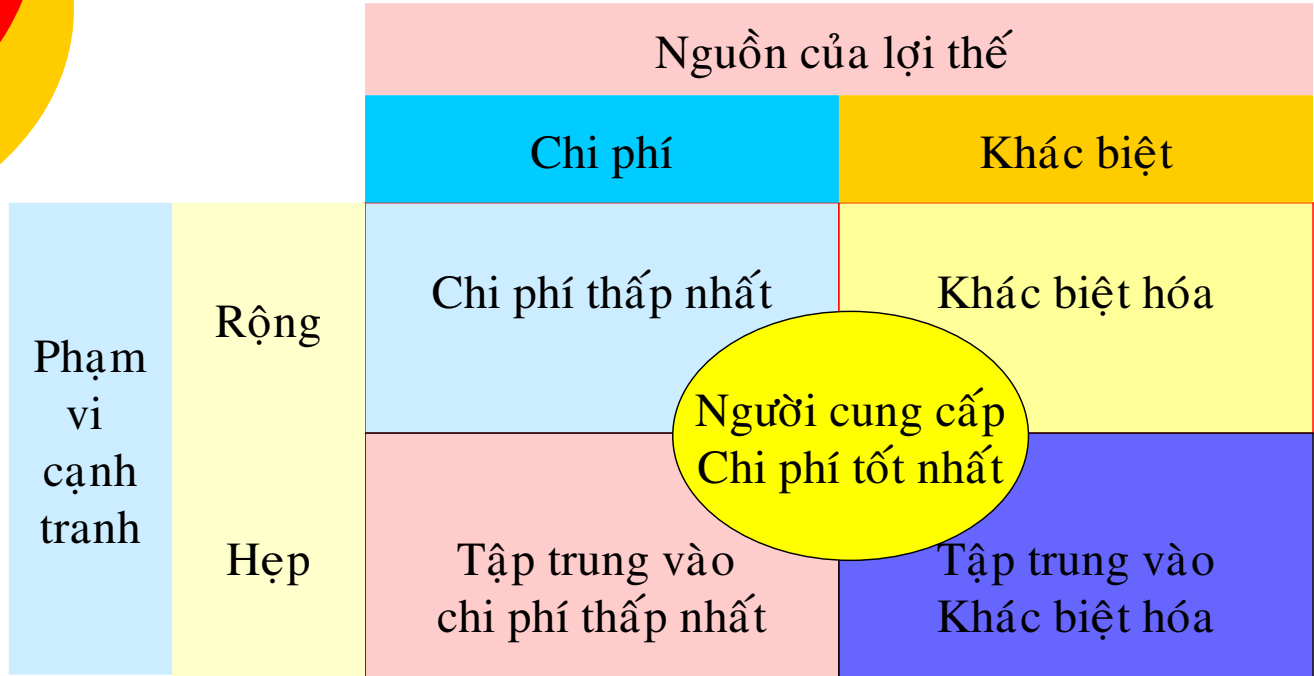 Nguồn của lợi thế
Chi phí
Khác biệt
Phạm
vi
cạnh
tranh
Rộng
Chi phí thấp nhất
Khác biệt hóa
Người cung cấp
Chi phí tốt nhất
Hẹp
Tập trung vào
chi phí thấp nhất
Tập trung vào
Khác biệt hóa